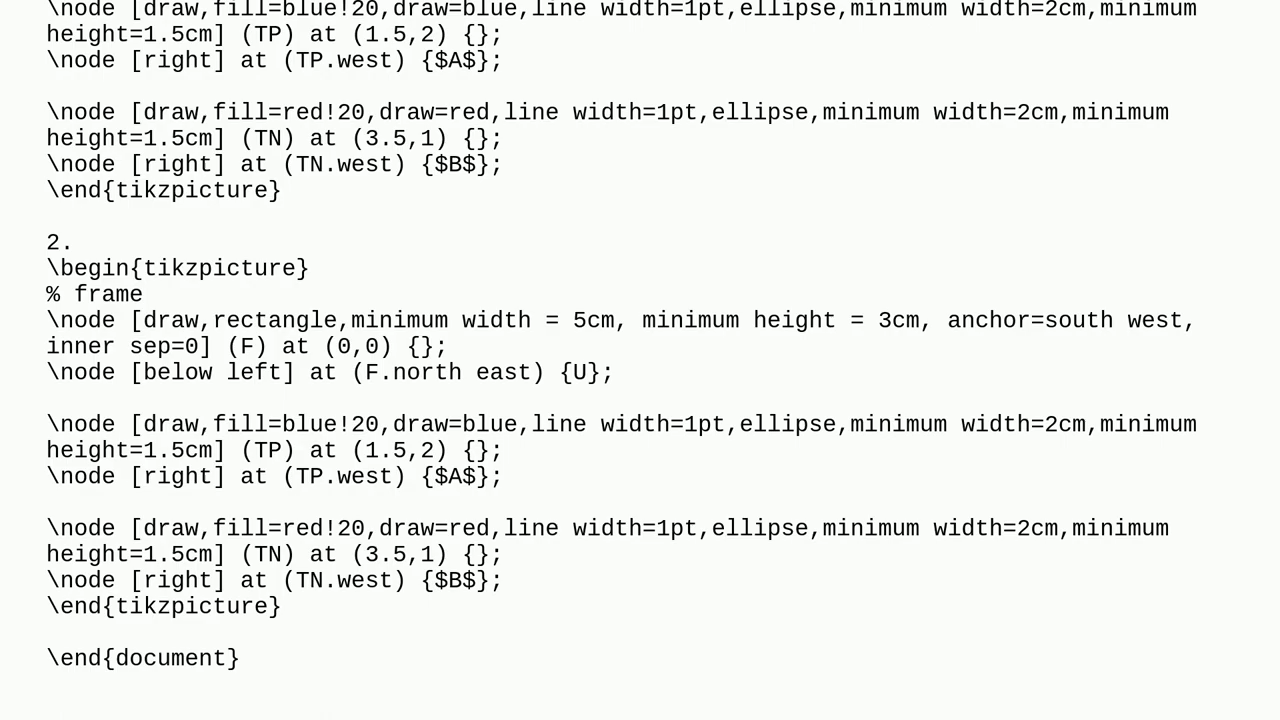 \node [draw,fill=blue!20,draw=blue,line width=1pt,ellipse,minimum width=2cm,minimum
height=1.5cm] (TP) at (1.5,2) {};
\node [right] at (TP.west) {$A$};
\node [draw,fill=red!20,draw=red,line width=1pt,ellipse,minimum width=2cm,minimum
height=1.5cm] (TN) at (3.5,1) {};
\node [right] at (TN.west) {$B$};
\end{tikzpicture}
2.
\begin{tikzpicture}
% frame
\node [draw,rectangle,minimum width = 5cm, minimum height = 3cm, anchor=south west,
inner sep=0] (F) at (0,0) {};
\node [below left] at (F.north east) {U};
\node [draw,fill=blue!20,draw=blue,line width=1pt,ellipse,minimum width=2cm,minimum
height=1.5cm] (TP) at (1.5,2) {};
\node [right] at (TP.west) {$A$};
\node [draw,fill=red!20,draw=red,line width=1pt,ellipse,minimum width=2cm,minimum
height=1.5cm] (TN) at (3.5,1) {};
\node [right] at (TN.west) {$B$};
\end{tikzpicture}
\end{document}